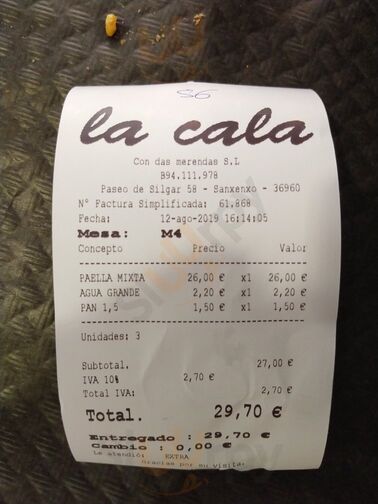 S6
la cala
Con das merendas S.L
B94.111.978
Paseo de Silgar 58 - Sanxenxo - 36960
Nº Factura Simplificada: 61.868
Fecha: 12-ago-2019 16:14:05
Mesa: M4
Concepto Precio Valor
PAELLA MIXTA 26,00 € x1 26,00 €
AGUA GRANDE 2,20 € x1 2,20 €
PAN 1,5 1,50 € x1 1,50 €
Unidades: 3
Subtotal. 27,00 €
IVA 10% 2,70 €
Total IVA: 2,70 €
Total. 29,70 €
Entregado : 29,70 €
Cambio : 0,00 €
Le atendió: EXTRA
Gracias por su visita.